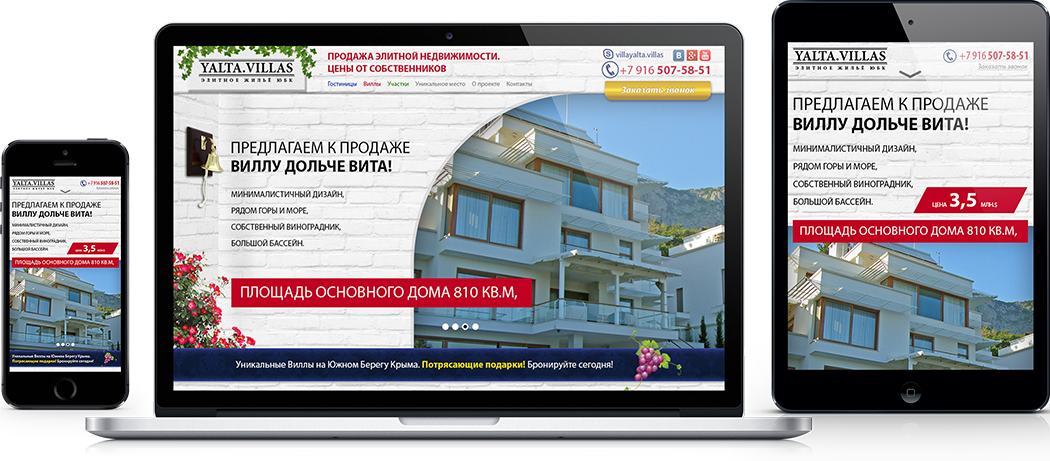 YALTA.VILLAS
ЭЛИТНОЕ ЖИЛЬЁ ЮБК
+7 916 507-58-51
ПРЕДЛАГАЕМ К ПРОДАЖЕ
ВИЛЛУ ДОЛЬЧЕ ВИТА!
МИНИМАЛИСТИЧНЫЙ ДИЗАЙН,
РЯДОМ ГОРЫ И МОРЕ,
СОБСТВЕННЫЙ ВИНОГРАДНИК,
БОЛЬШОЙ БАССЕЙН.
ЦЕНА 3,5 МЛН.$
ПЛОЩАДЬ ОСНОВНОГО ДОМА 810 КВ.М,
Уникальные Виллы на Южном Берегу Крыма.
Потрясающие подарки! Бронируйте сегодня!
YALTA.VILLAS
ЭЛИТНОЕ ЖИЛЬЁ ЮБК
ПРОДАЖА ЭЛИТНОЙ НЕДВИЖИМОСТИ.
ЦЕНЫ ОТ СОБСТВЕННИКОВ
villayalta.villas
+7 916 507-58-51
Гостиницы Виллы Участки Уникальное место О проекте Контакты
Заказать звонок
ПРЕДЛАГАЕМ К ПРОДАЖЕ
ВИЛЛУ ДОЛЬЧЕ ВИТА!
МИНИМАЛИСТИЧНЫЙ ДИЗАЙН,
РЯДОМ ГОРЫ И МОРЕ,
СОБСТВЕННЫЙ ВИНОГРАДНИК,
БОЛЬШОЙ БАССЕЙН.
ПЛОЩАДЬ ОСНОВНОГО ДОМА 810 КВ.М,
Уникальные Виллы на Южном Берегу Крыма. Потрясающие подарки! Бронируйте сегодня!
YALTA.VILLAS
ЭЛИТНОЕ ЖИЛЬЁ ЮБК
+7 916 507-58-51
Заказать звонок
ПРЕДЛАГАЕМ К ПРОДАЖЕ
ВИЛЛУ ДОЛЬЧЕ ВИТА!
МИНИМАЛИСТИЧНЫЙ ДИЗАЙН,
РЯДОМ ГОРЫ И МОРЕ,
СОБСТВЕННЫЙ ВИНОГРАДНИК,
БОЛЬШОЙ БАССЕЙН.
ЦЕНА 3,5 МЛН.$
ПЛОЩАДЬ ОСНОВНОГО ДОМА 810 КВ.М,